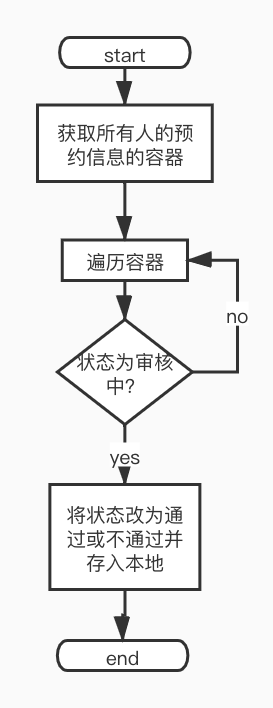 start
获取所有人的预
约信息的容器
遍历容器
状态为审核
中?
no
yes
将状态改为通
过或不通过并
存入本地
end